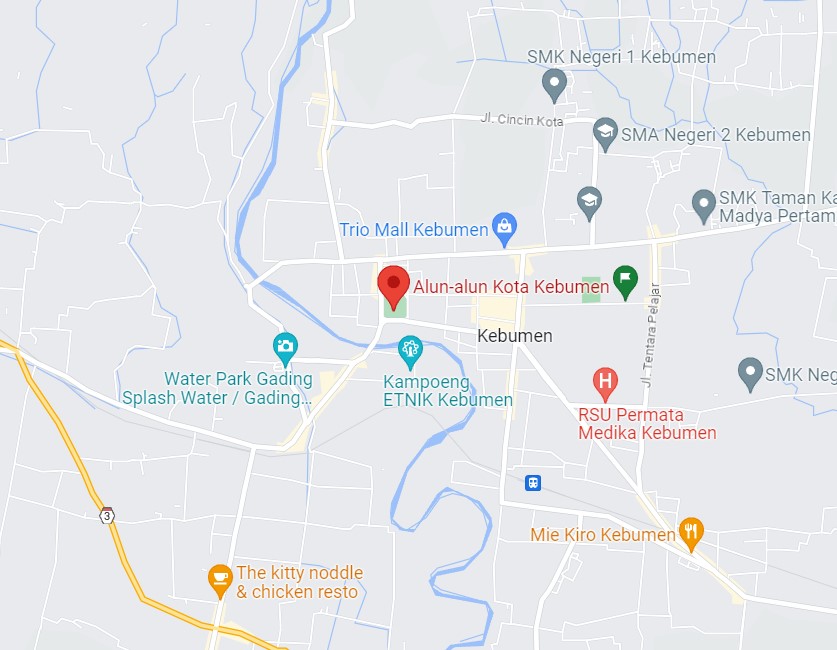 SMK Negeri 1 Kebumen
Jl. Cincin Kota
SMA Negeri 2 Kebumen
SMK Taman Ka
Madya Pertam
Trio Mall Kebumen
Alun-alun Kota Kebumen
Jl. Tentara Pelajar
Kebumen
Water Park Gading
Splash Water / Gading...
Kampoeng
ETNIK Kebumen
SMK Neg
H
RSU Permata
Medika Kebumen
3
Mie Kiro Kebumen
The kitty noddle
& chicken resto